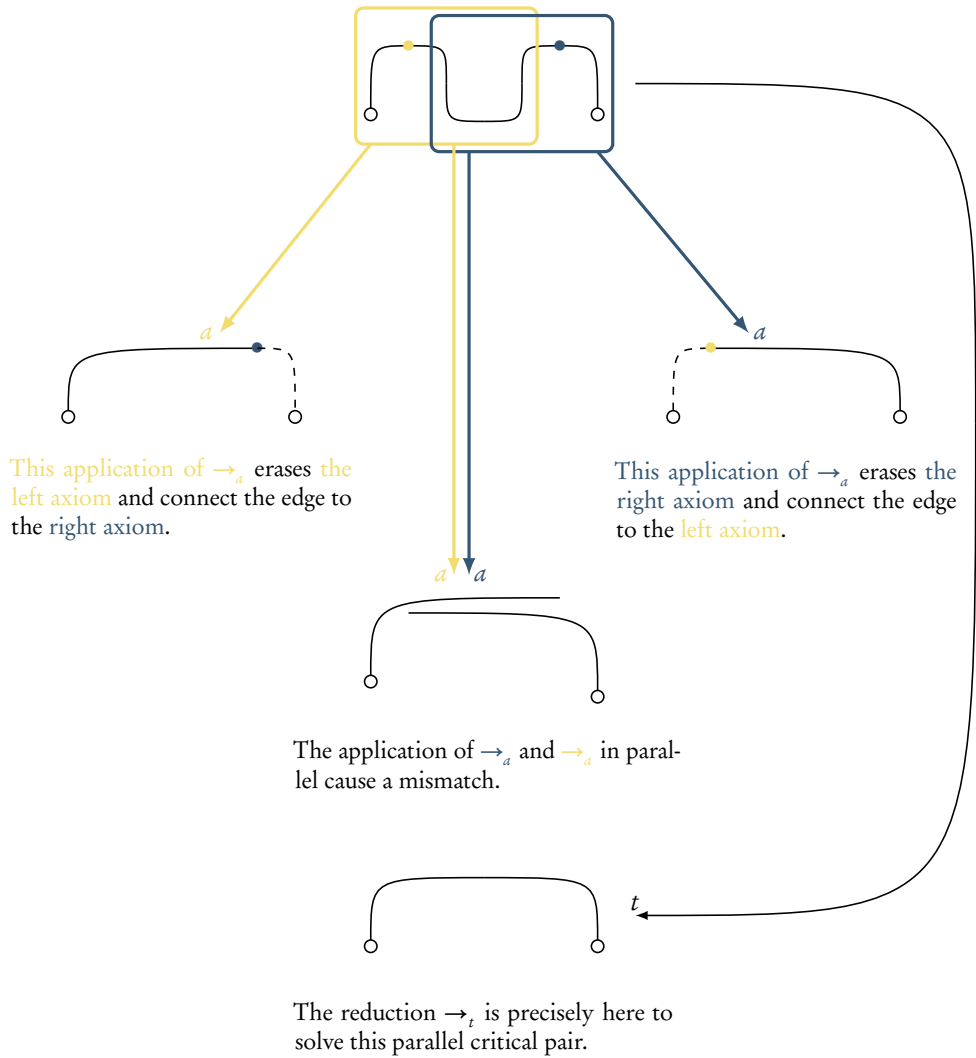 a
a
This application of →a erases the
left axiom and connect the edge to
the right axiom.
This application of →a erases the
right axiom and connect the edge
to the left axiom.
a a
The application of →a and →a in paral-
lel cause a mismatch.
t
The reduction →t is precisely here to
solve this parallel critical pair.